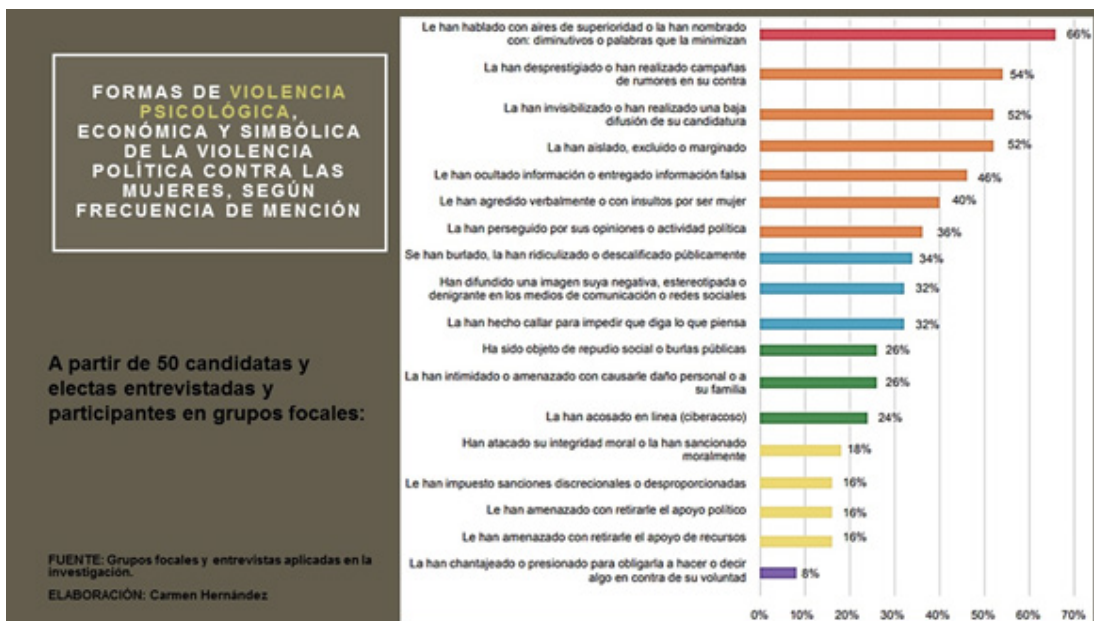 FORMAS DE VIOLENCIA
PSICOLÓGICA,
ECONÓMICA Y SIMBÓLICA
DE LA VIOLENCIA
POLÍTICA CONTRA LAS
MUJERES, SEGÚN
FRECUENCIA DE MENCIÓN
A partir de 50 candidatas y
electas entrevistadas y
participantes en grupos focales:
FUENTE: Grupos focales y entrevistas aplicadas en la
investigación.
ELABORACIÓN: Carmen Hernández
Le han hablado con aires de superioridad o la han nombrado
con: diminutivos o palabras que la minimizan
66%
La han desprestigiado o han realizado campañas
de rumores en su contra
54%
La han invisibilizado o han realizado una baja
difusión de su candidatura
52%
La han aislado, excluido o marginado
52%
Le han ocultado información o entregado información falsa
46%
Le han agredido verbalmente o con insultos por ser mujer
40%
La han perseguido por sus opiniones o actividad política
36%
Se han burlado, la han ridiculizado o descalificado públicamente
34%
Han difundido una imagen suya negativa, estereotipada o
denigrante en los medios de comunicación o redes sociales
32%
La han hecho callar para impedir que diga lo que piensa
32%
Ha sido objeto de repudio social o burlas públicas
26%
La han intimidado o amenazado con causarle daño personal o a
su familia
26%
La han acosado en linea (ciberacoso)
24%
Han atacado su integridad moral o la han sancionado
moralmente
18%
Le han impuesto sanciones discrecionales o desproporcionadas
16%
Le han amenazado con retirarle el apoyo político
16%
Le han amenazado con retirarle el apoyo de recursos
16%
La han chantajeado o presionado para obligarla a hacer o decir
algo en contra de su voluntad
8%
0% 10% 20% 30% 40% 50% 60% 70%